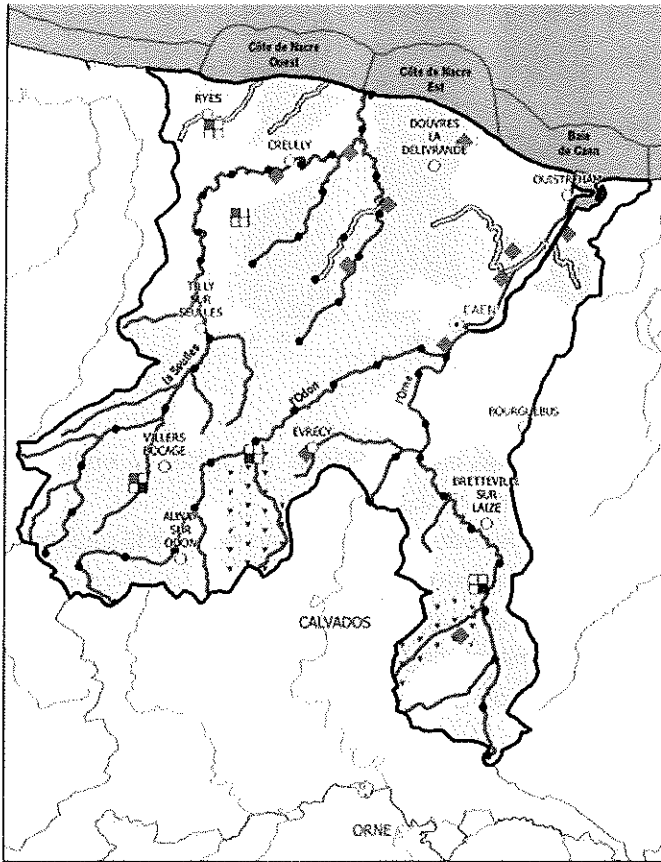 Côte de Nacre
Ouest
Côte de Nacre
Est
Baie
de Caen
RYES
CREULLY
DOUVRES
LA
DELIVRANDE
OUISTREHAM
TILLY
SUR
SEULLES
CAEN
la Seulles
l'Odon
l'Orne
BOURGUEBUS
VILLERS
BOCAGE
EVRECY
BRETTEVILLE
SUR
LAIZE
AUNAY
SUR
ODON
CALVADOS
ORNE